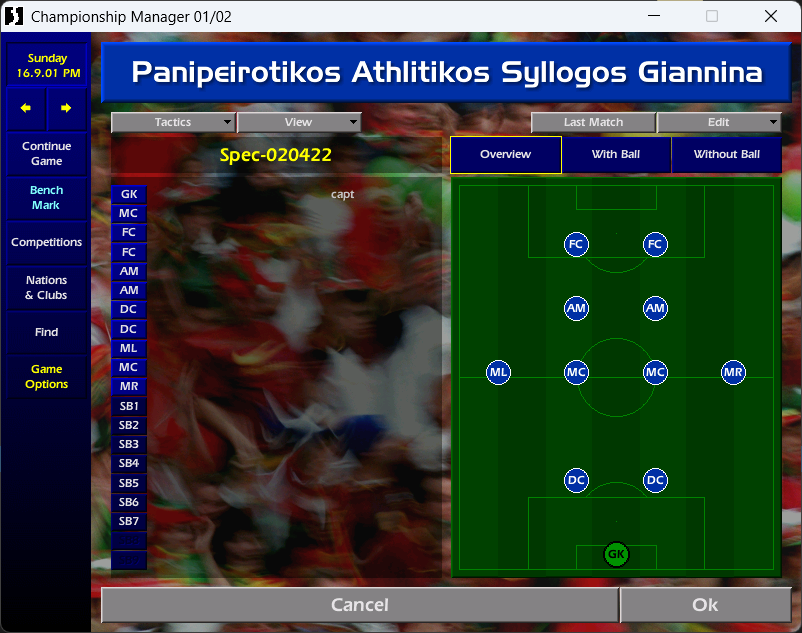 Championship Manager 01/02
Sunday
16.9.01 PM
Panipeirotikos Athlitikos Syllogos Giannina
Continue
Game
Bench
Mark
Competitions
Nations
& Clubs
Find
Game
Options
Tactics
View
Last Match
Edit
Spec-020422
Overview
With Ball
Without Ball
GK
capt
MC
FC
FC
AM
AM
DC
DC
ML
MC
MR
SB1
SB2
SB3
SB4
SB5
SB6
SB7
FC
FC
AM
AM
ML
MC
MC
MR
DC
DC
GK
Cancel
Ok